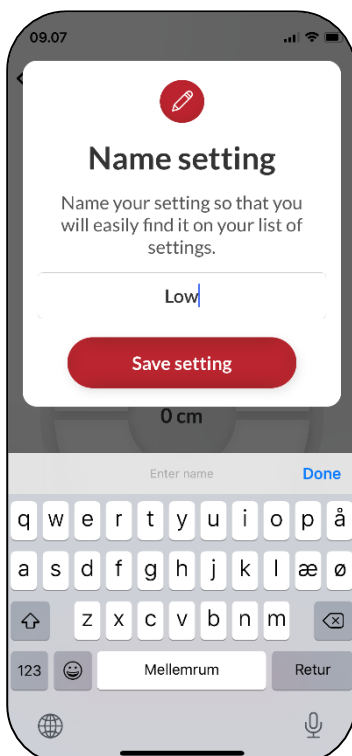 09.07
Name setting
Name your setting so that you
will easily find it on your list of
settings.
Low
Save setting
0 cm
Enter name Done
q w e r t y u i o p å
a s d f g h j k l æ ø
z x c v b n m
123 Mellemrum Retur